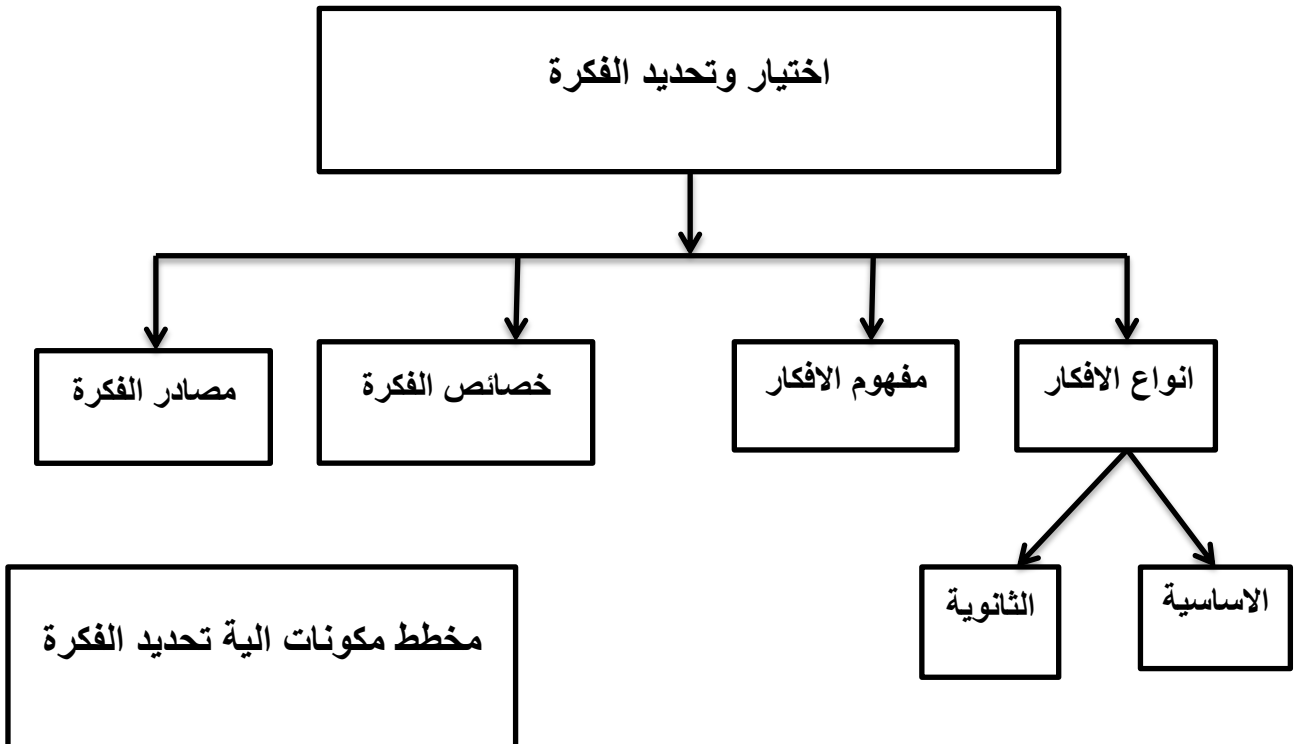 اختيار وتحديد الفكرة
انواع الافكار
مفهوم الافكار
خصائص الفكرة
مصادر الفكرة
الاساسية
الثانوية
مخطط مكونات الية تحديد الفكرة